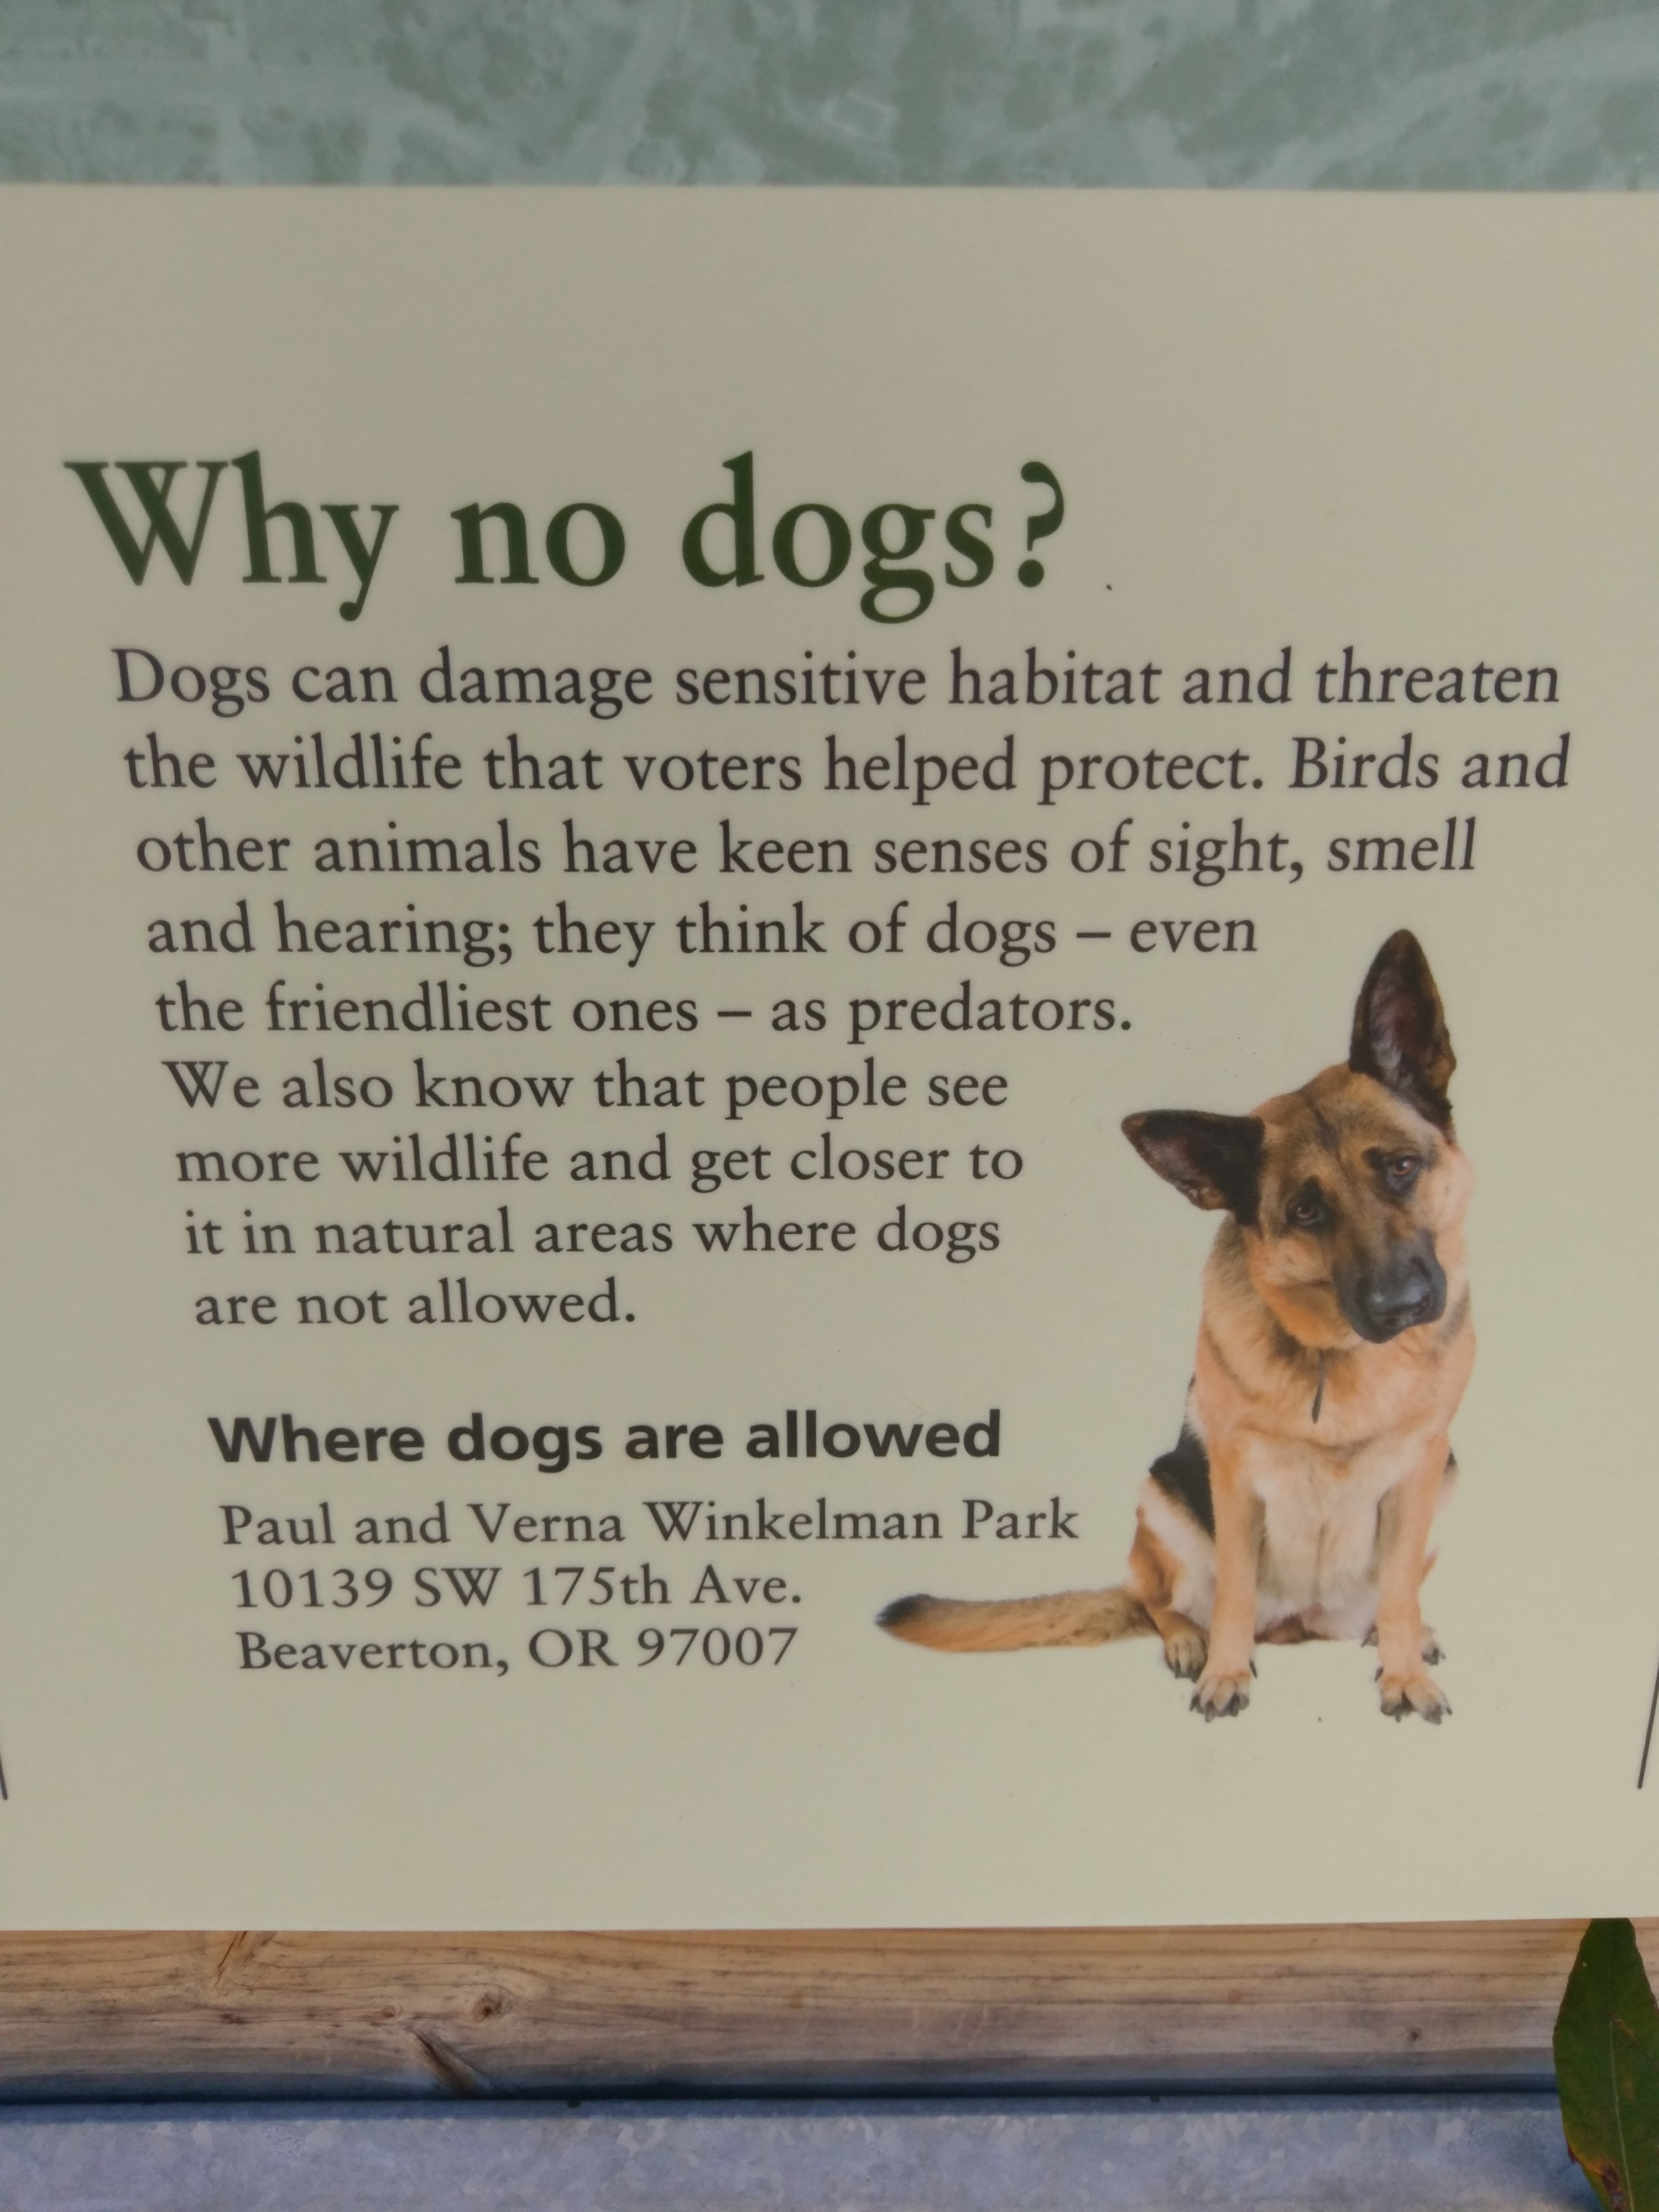 Why no dogs?
Dogs can damage sensitive habitat and threaten
the wildlife that voters helped protect. Birds and
other animals have keen senses of sight, smell
and hearing; they think of dogs – even
the friendliest ones – as predators.
We also know that people see
more wildlife and get closer to
it in natural areas where dogs
are not allowed.
Where dogs are allowed
Paul and Verna Winkelman Park
10139 SW 175th Ave.
Beaverton, OR 97007